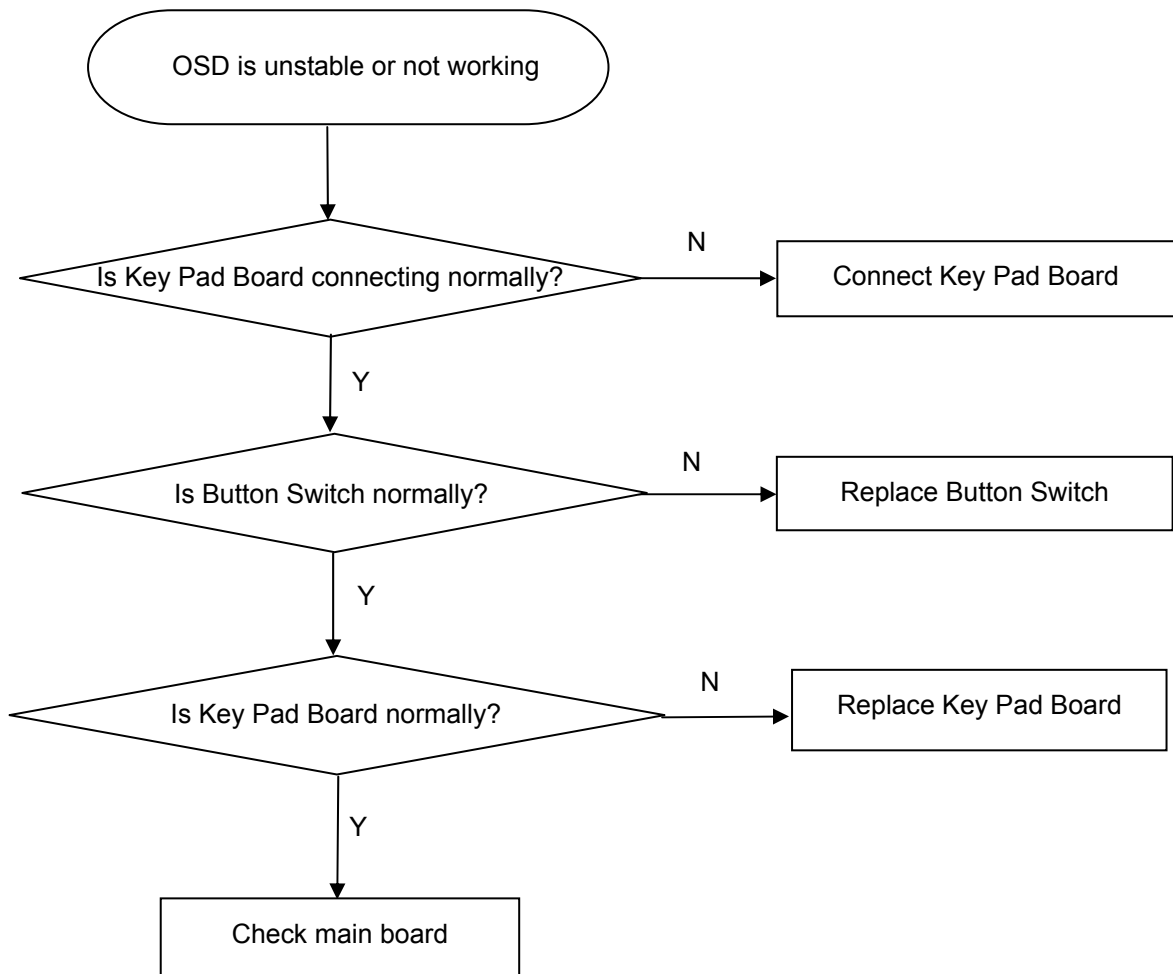 OSD is unstable or not working
N
Is Key Pad Board connecting normally?
Connect Key Pad Board
Y
N
Is Button Switch normally?
Replace Button Switch
Y
N
Is Key Pad Board normally?
Replace Key Pad Board
Y
Check main board